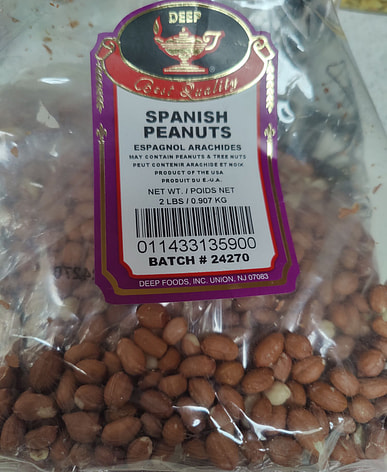 DEEP
®
Best Quality
SPANISH
PEANUTS
ESPAGNOL ARACHIDES
MAY CONTAIN PEANUTS & TREE NUTS
PEUT CONTENIR ARACHIDE ET NOIX
PRODUCT OF THE USA
PRODUIT DU E.-U.A.
NET WT. / POIDS NET
2 LBS / 0.907 KG
011433135900
BATCH # 24270
DEEP FOODS, INC. UNION, NJ 07083
24270